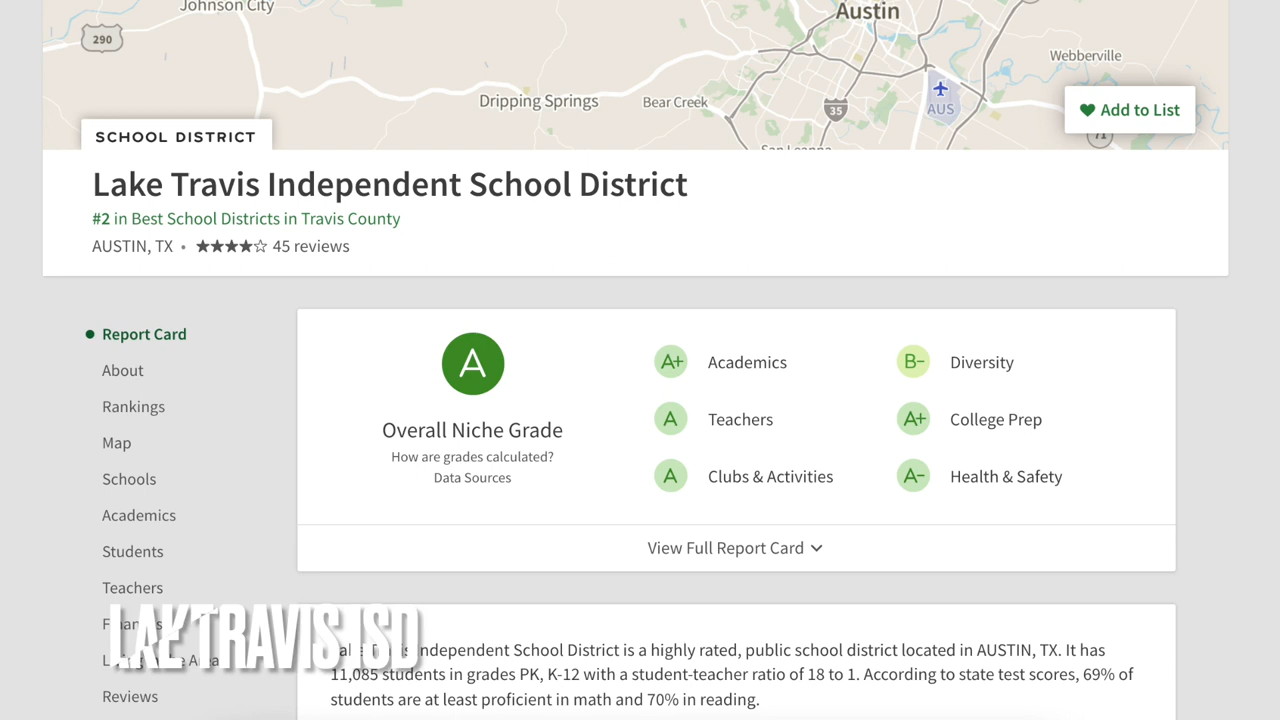 Johnson City
290
Austin
Webberville
Dripping Springs
Bear Creek
35
AUS
Add to List
71
San Leanna
SCHOOL DISTRICT
Lake Travis Independent School District
#2 in Best School Districts in Travis County
AUSTIN, TX • ★★★★☆ 45 reviews
Report Card
About
Rankings
Map
Schools
Academics
Students
Teachers
Reviews
A
Overall Niche Grade
How are grades calculated?
Data Sources
A+ Academics
A Teachers
A Clubs & Activities
B− Diversity
A+ College Prep
A− Health & Safety
View Full Report Card
LAKE TRAVIS ISD
Independent School District is a highly rated, public school district located in AUSTIN, TX. It has
11,085 students in grades PK, K-12 with a student-teacher ratio of 18 to 1. According to state test scores, 69% of
students are at least proficient in math and 70% in reading.